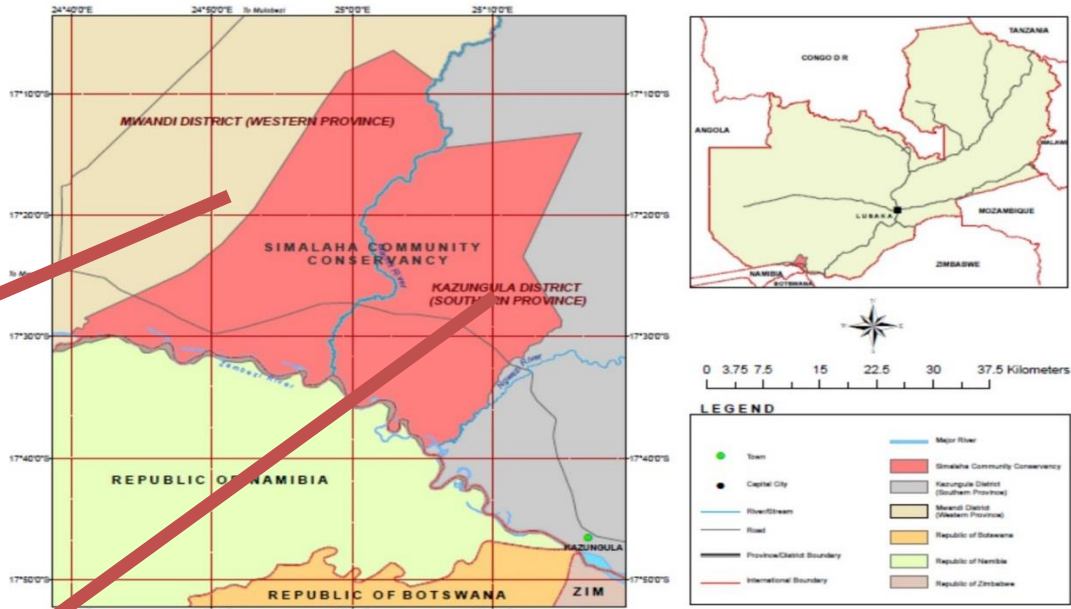 24°40'0"E
To Mulobezi
24°50'0"E
25°0'0"E
25°10'0"E
17°10'0"S
17°10'0"S
MWANDI DISTRICT (WESTERN PROVINCE)
17°20'0"S
17°20'0"S
SIMALAHA COMMUNITY
CONSERVANCY
River
KAZUNGULA DISTRICT
(SOUTHERN PROVINCE)
17°30'0"S
17°30'0"S
Zambezi River
Ngwezi River
17°40'0"S
17°40'0"S
REPUBLIC OF NAMIBIA
KAZUNGULA
17°50'0"S
17°50'0"S
REPUBLIC OF BOTSWANA
ZIM
TANZANIA
CONGO D R
ANGOLA
MALAWI
LUSAKA
MOZAMBIQUE
NAMIBIA
ZIMBABWE
BOTSWANA
0 3.75 7.5 15 22.5 30 37.5 Kilometers
LEGEND
Town
Capital City
River/Stream
Road
Province/District Boundary
International Boundary
Major River
Simalaha Community Conservancy
Kazungula District
(Southern Province)
Mwandi District
(Western Province)
Republic of Botswana
Republic of Namibia
Republic of Zimbabwe